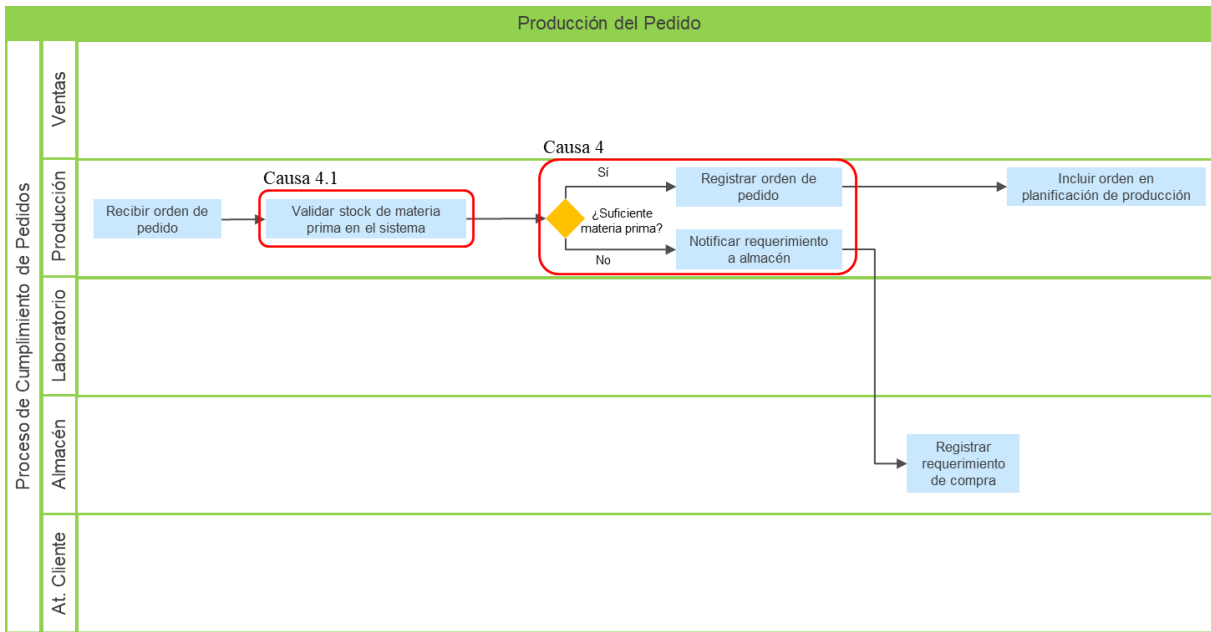 Producción del Pedido
Proceso de Cumplimiento de Pedidos
Ventas
Producción
Causa 4.1
Causa 4
Recibir orden de
pedido
Validar stock de materia
prima en el sistema
¿Suficiente
materia prima?
Sí
No
Registrar orden de
pedido
Notificar requerimiento
a almacén
Incluir orden en
planificación de producción
Laboratorio
Almacén
Registrar
requerimiento
de compra
At. Cliente